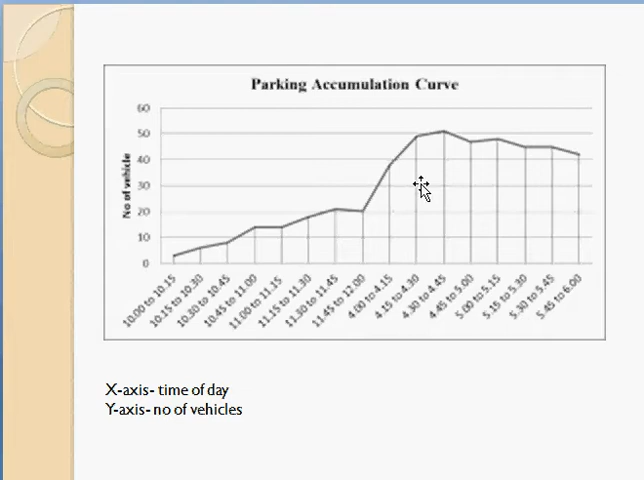 Parking Accumulation Curve
No of vehicle
60
50
40
30
20
10
0
10.00 to 10.15
10.15 to 10.30
10.30 to 10.45
10.45 to 11.00
11.00 to 11.15
11.15 to 11.30
11.30 to 11.45
11.45 to 12.00
4.00 to 4.15
4.15 to 4.30
4.30 to 4.45
4.45 to 5.00
5.00 to 5.15
5.15 to 5.30
5.30 to 5.45
5.45 to 6.00
X-axis- time of day
Y-axis- no of vehicles